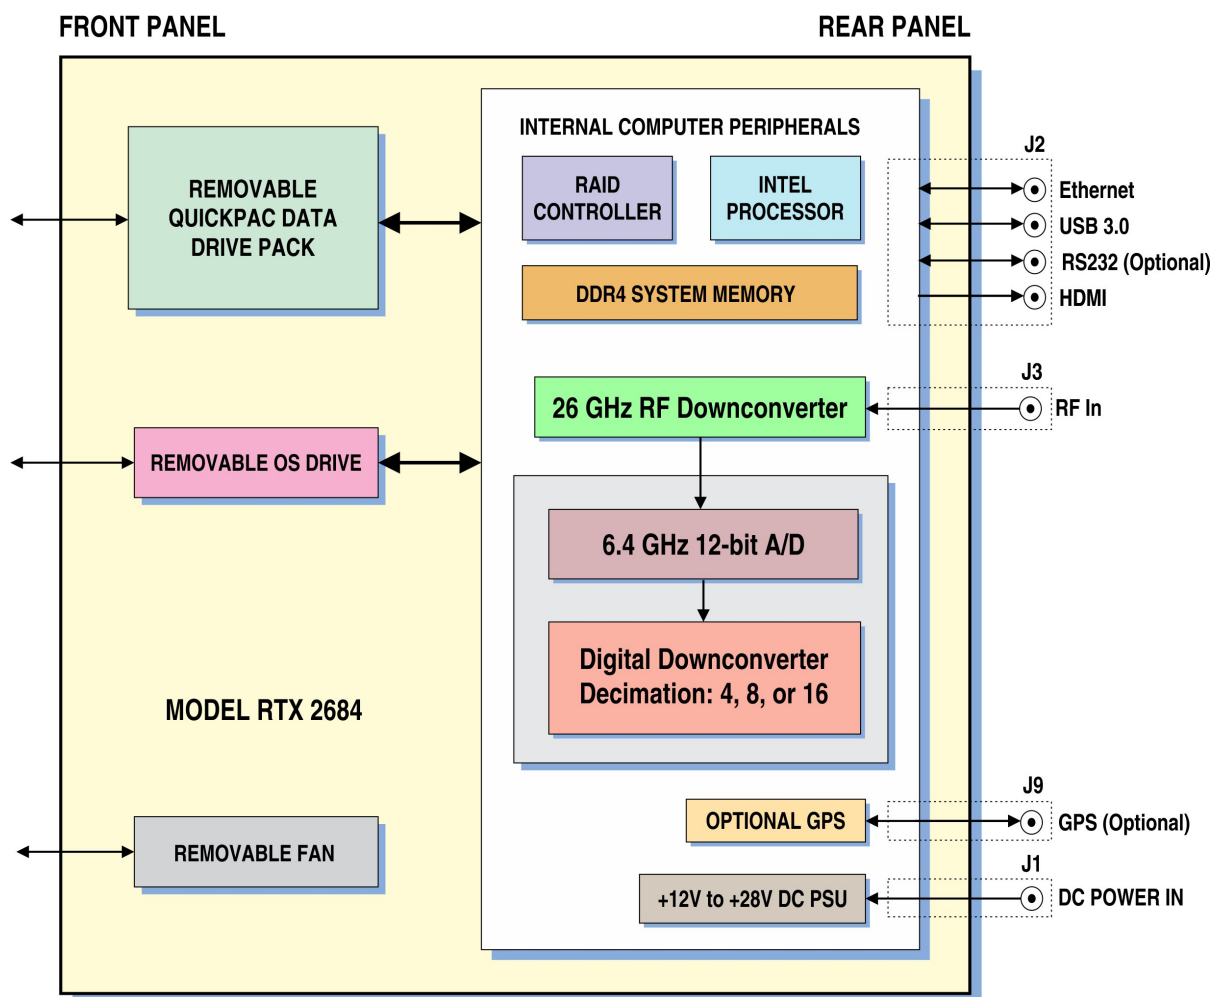 FRONT PANEL
REAR PANEL
INTERNAL COMPUTER PERIPHERALS
REMOVABLE
QUICKPAC DATA
DRIVE PACK
RAID
CONTROLLER
INTEL
PROCESSOR
DDR4 SYSTEM MEMORY
J2
Ethernet
USB 3.0
RS232 (Optional)
HDMI
26 GHz RF Downconverter
J3
RF In
REMOVABLE OS DRIVE
6.4 GHz 12-bit A/D
Digital Downconverter
Decimation: 4, 8, or 16
MODEL RTX 2684
OPTIONAL GPS
J9
GPS (Optional)
REMOVABLE FAN
+12V to +28V DC PSU
J1
DC POWER IN